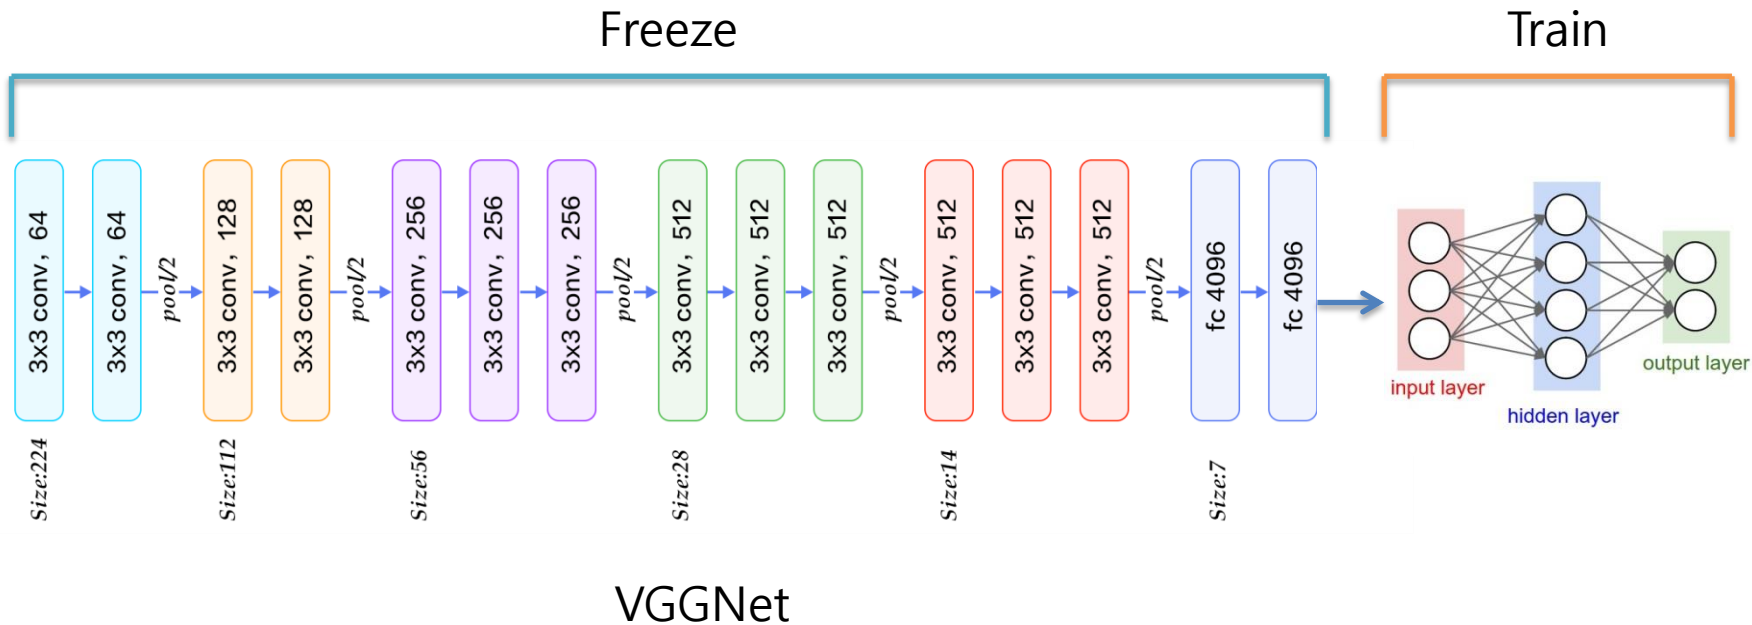 Freeze
Train
3x3 conv, 64
3x3 conv, 64
pool/2
3x3 conv, 128
3x3 conv, 128
pool/2
3x3 conv, 256
3x3 conv, 256
3x3 conv, 256
pool/2
3x3 conv, 512
3x3 conv, 512
3x3 conv, 512
pool/2
3x3 conv, 512
3x3 conv, 512
3x3 conv, 512
pool/2
fc 4096
fc 4096
input layer
hidden layer
output layer
Size:224
Size:112
Size:56
Size:28
Size:14
Size:7
VGGNet